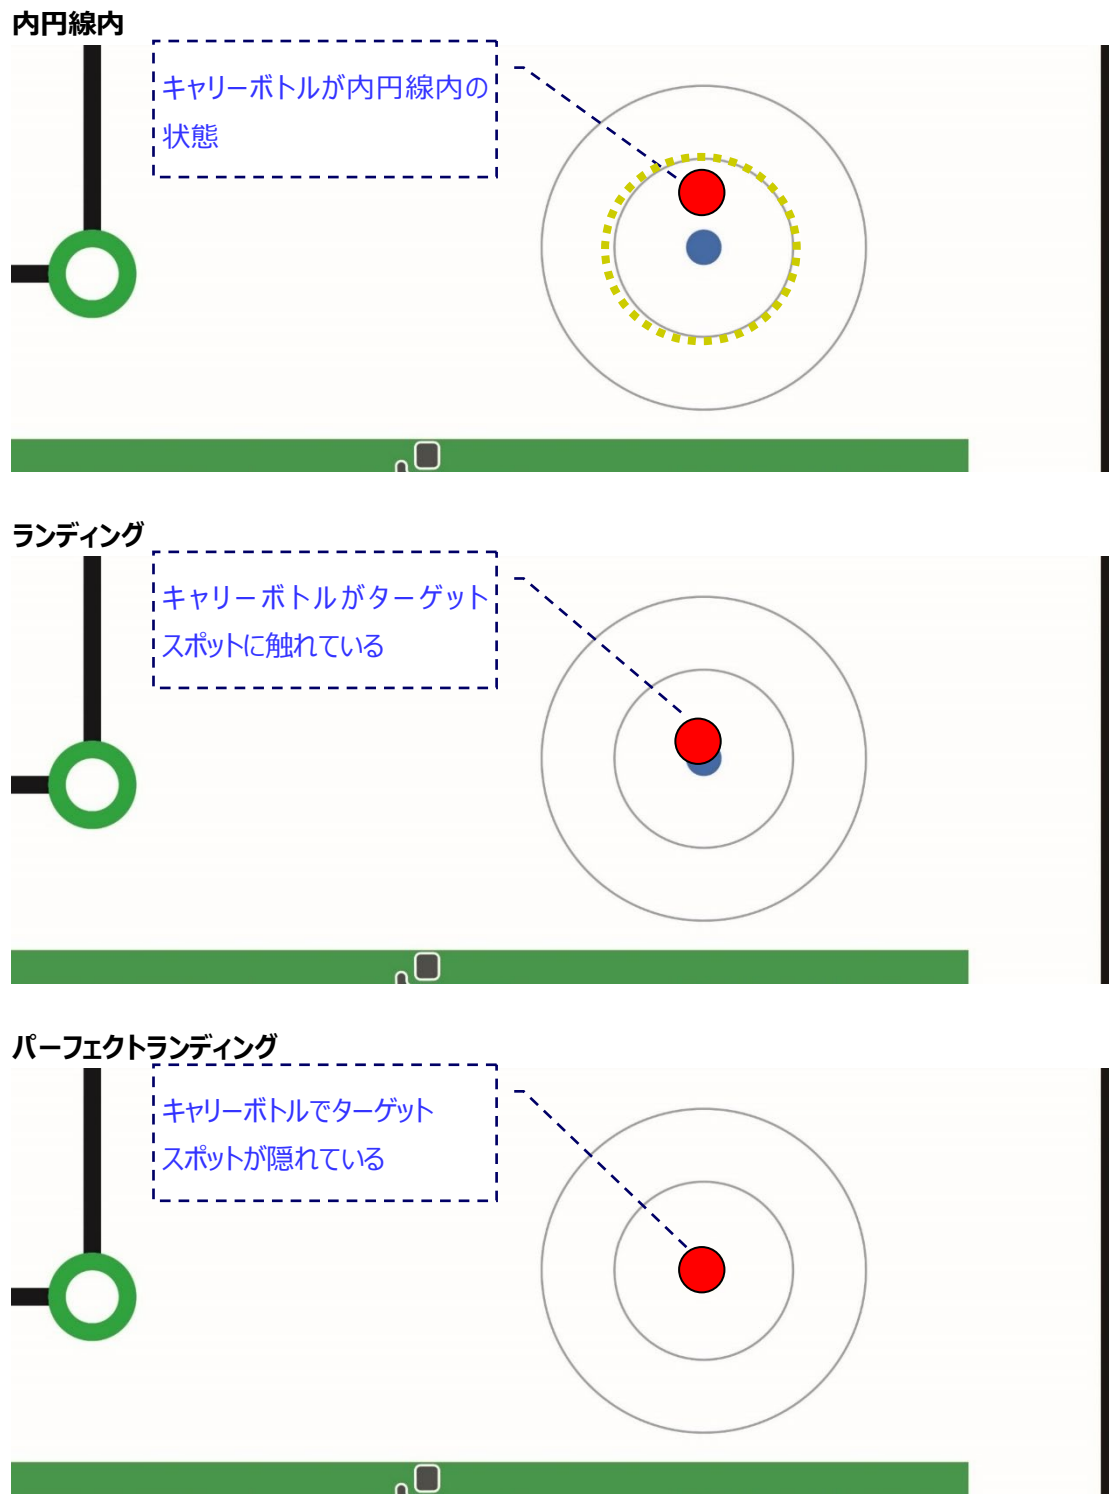 内円線内
キャリーボトルが内円線内の
状態
ランディング
キャリーボトルがターゲット
スポットに触れている
パーフェクトランディング
キャリーボトルでターゲット
スポットが隠れている